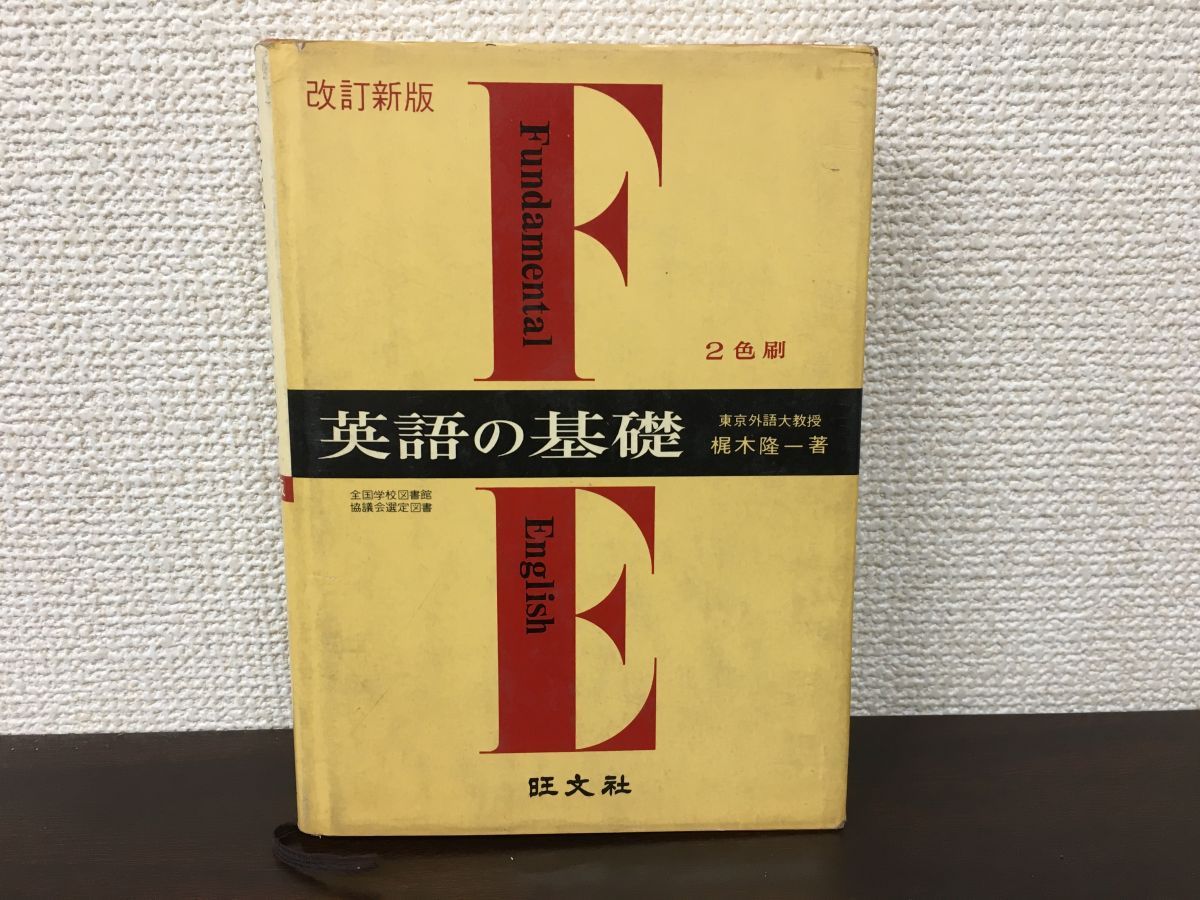 改訂新版
Fundamental
2色刷
英語の基礎
東京外語大教授
梶木隆一著
全国学校図書館
協議会選定図書
English
旺文社